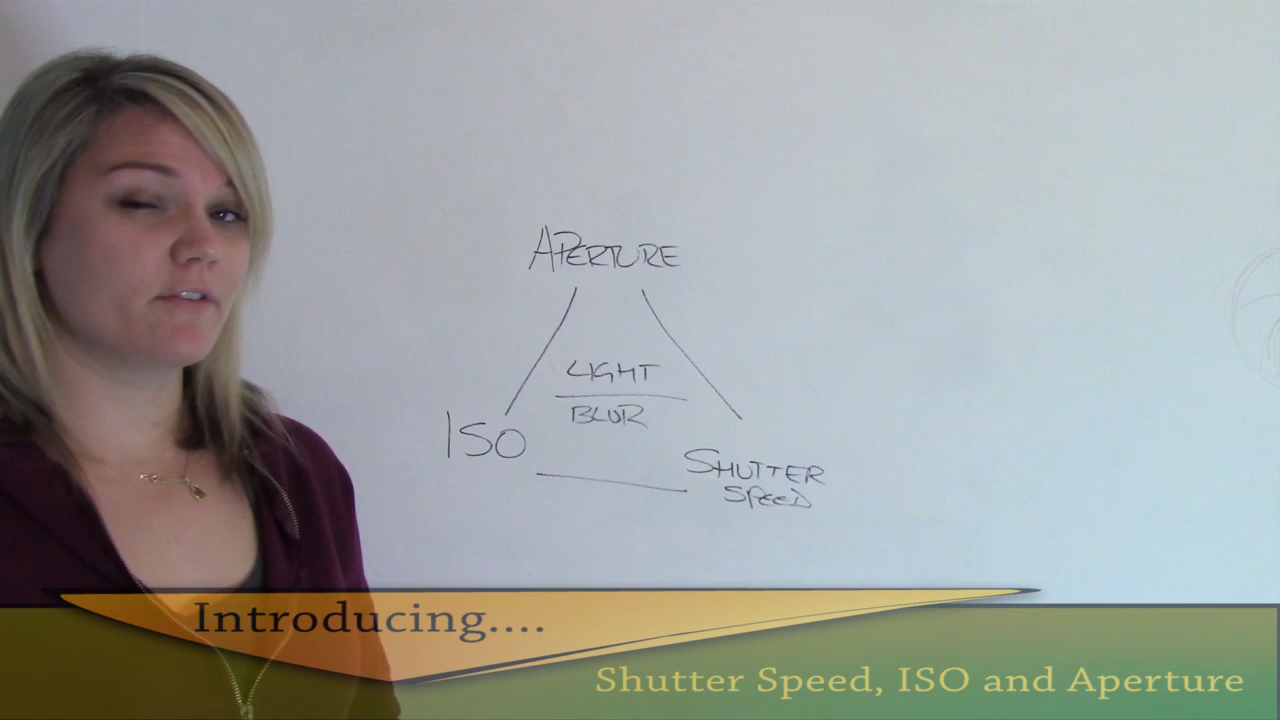 APERTURE
LIGHT
BLUR
ISO
SHUTTER
SPEED
Introducing....
Shutter Speed, ISO and Aperture